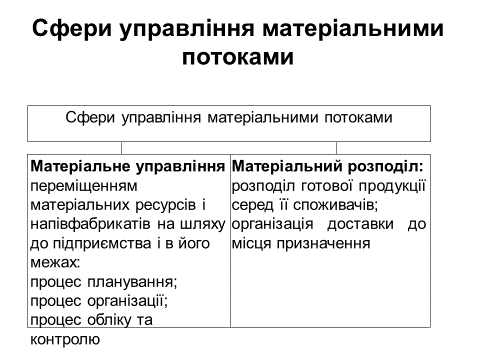 Сфери управління матеріальними
потоками
Сфери управління матеріальними потоками
Матеріальне управління
переміщенням
матеріальних ресурсів і
напівфабрикатів на шляху
до підприємства і в його
межах:
процес планування;
процес організації;
процес обліку та
контролю
Матеріальний розподіл:
розподіл готової продукції
серед її споживачів;
організація доставки до
місця призначення